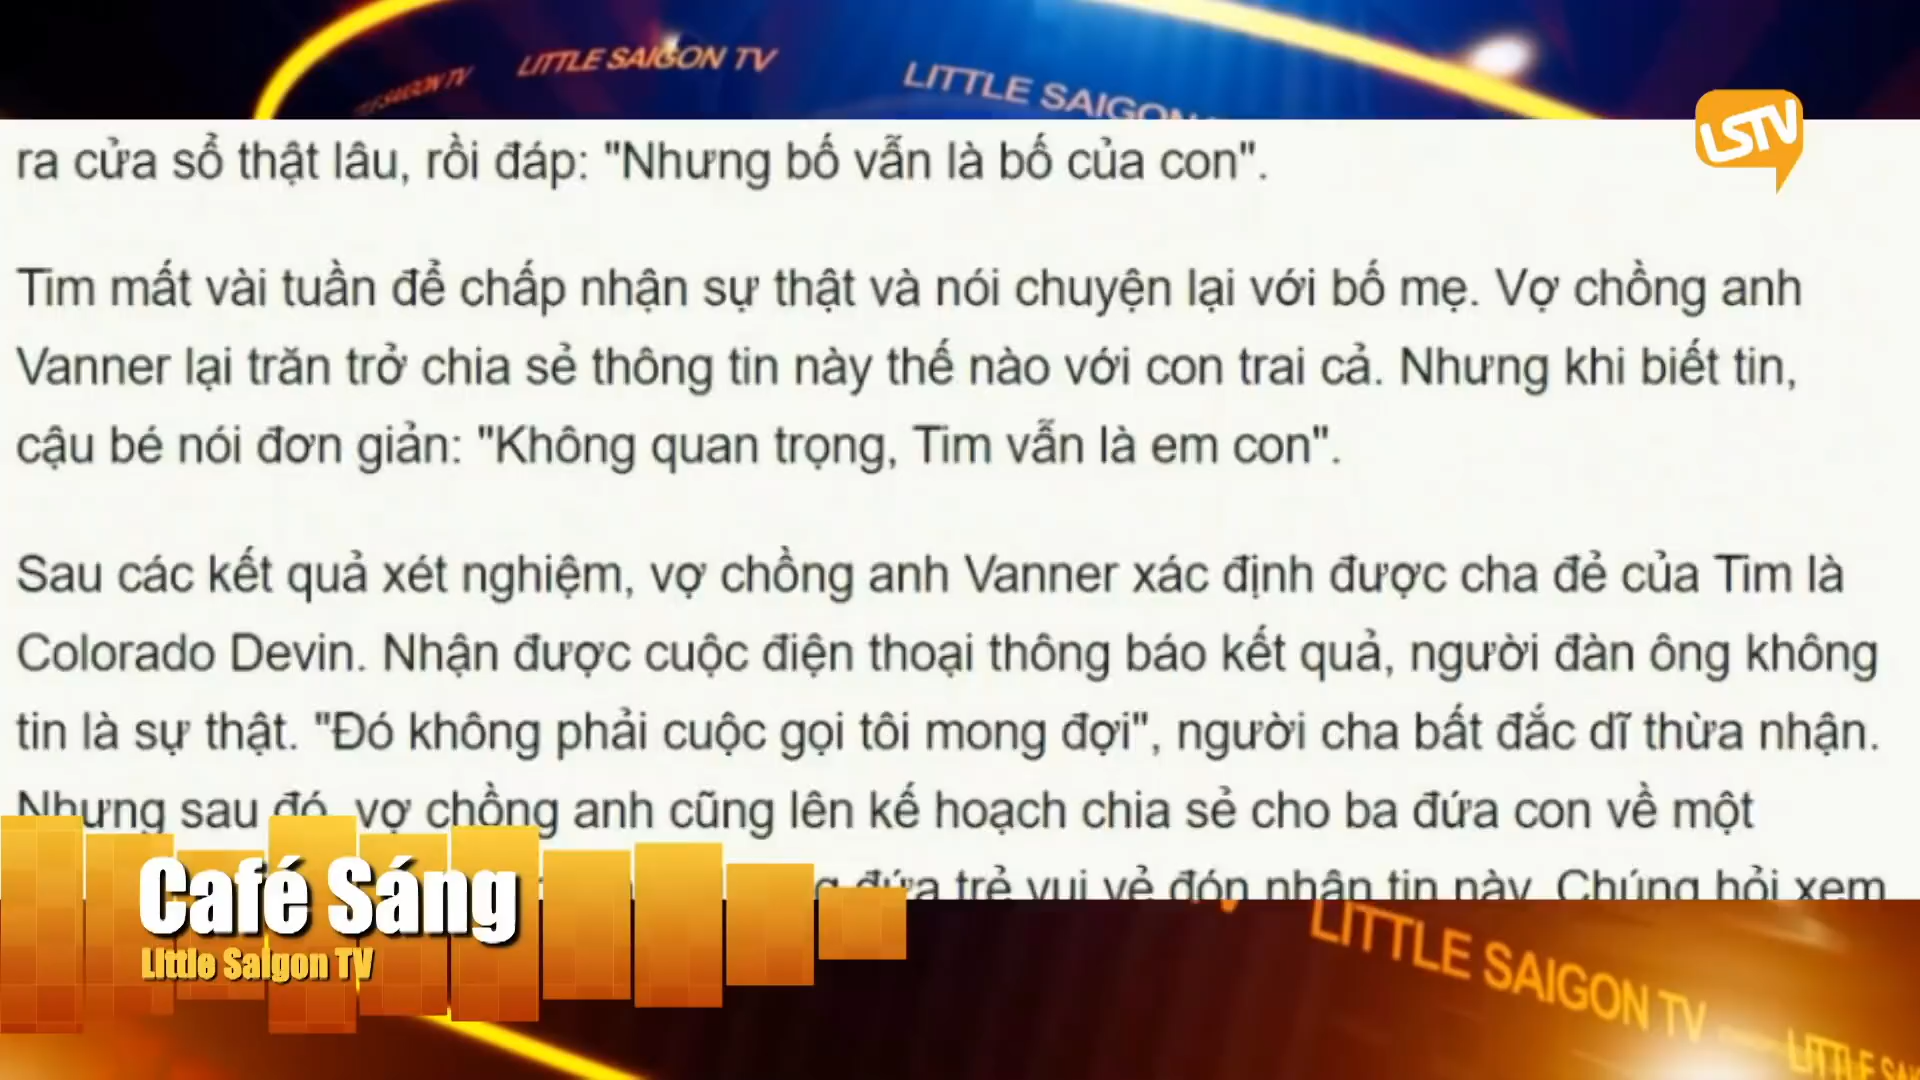 LITTLE SAIGON TV
LITTLE SAIGON TV
LITTLE SAIGON
LSTV
ra cửa sổ thật lâu, rồi đáp: "Nhưng bố vẫn là bố của con".
Tim mất vài tuần để chấp nhận sự thật và nói chuyện lại với bố mẹ. Vợ chồng anh
Vanner lại trăn trở chia sẻ thông tin này thế nào với con trai cả. Nhưng khi biết tin,
cậu bé nói đơn giản: "Không quan trọng, Tim vẫn là em con".
Sau các kết quả xét nghiệm, vợ chồng anh Vanner xác định được cha đẻ của Tim là
Colorado Devin. Nhận được cuộc điện thoại thông báo kết quả, người đàn ông không
tin là sự thật. "Đó không phải cuộc gọi tôi mong đợi", người cha bất đắc dĩ thừa nhận.
Nhưng sau đó, vợ chồng anh cũng lên kế hoạch chia sẻ cho ba đứa con về một
đứa trẻ vui vẻ đón nhận tin này. Chúng hỏi xem
Café Sáng
Little Saigon TV
LITTLE SAIGON TV
LITTLE SAI